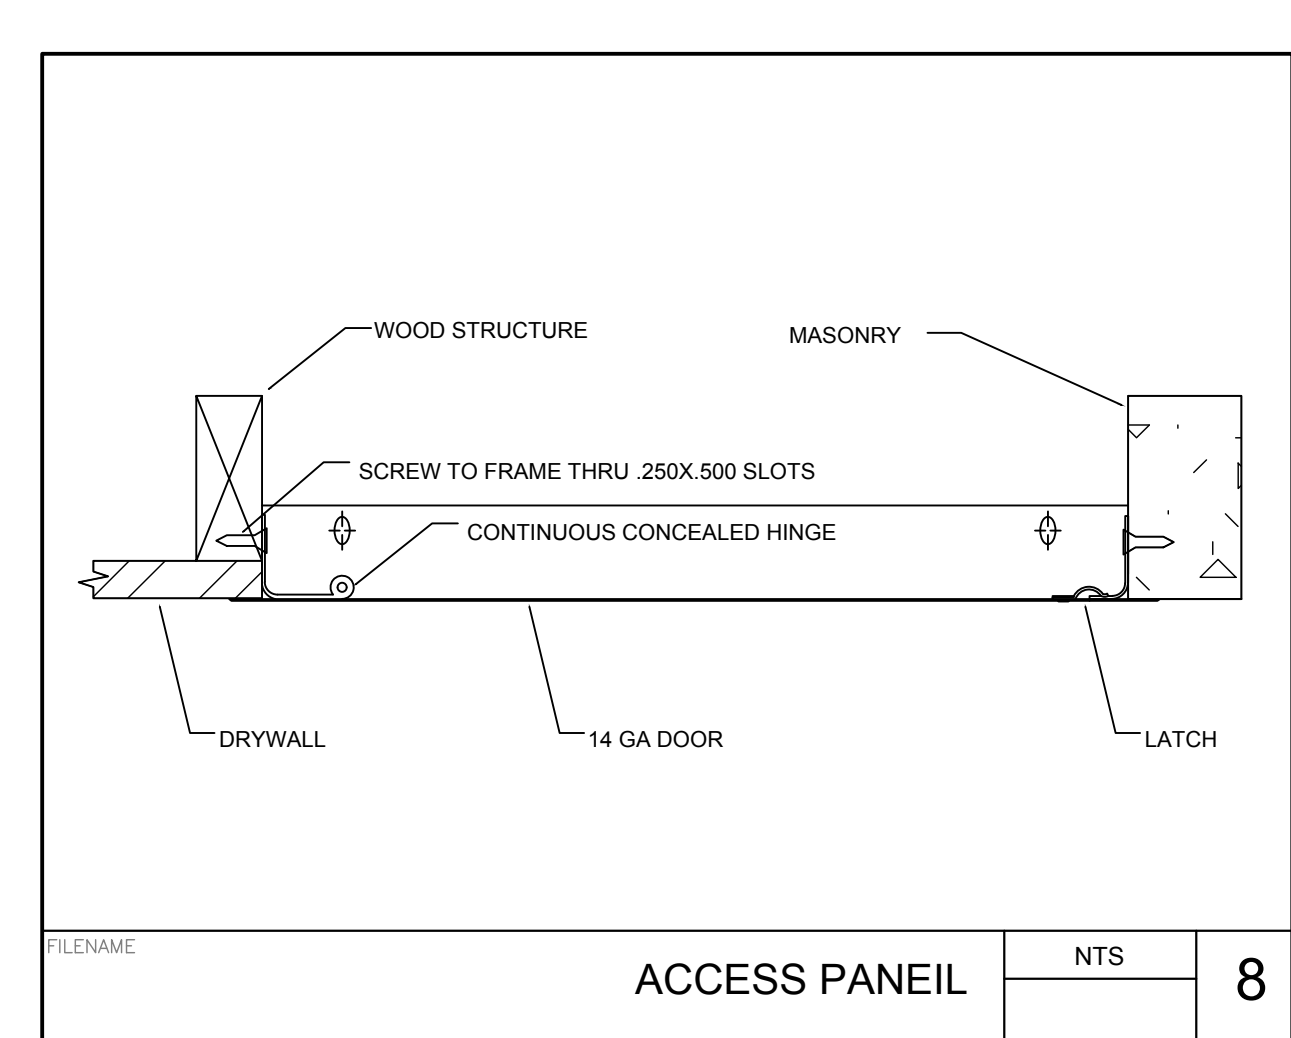 WOOD STRUCTURE
MASONRY
SCREW TO FRAME THRU .250X.500 SLOTS
CONTINUOUS CONCEALED HINGE
DRYWALL
14 GA DOOR
LATCH
FILENAME
ACCESS PANEIL
NTS
8